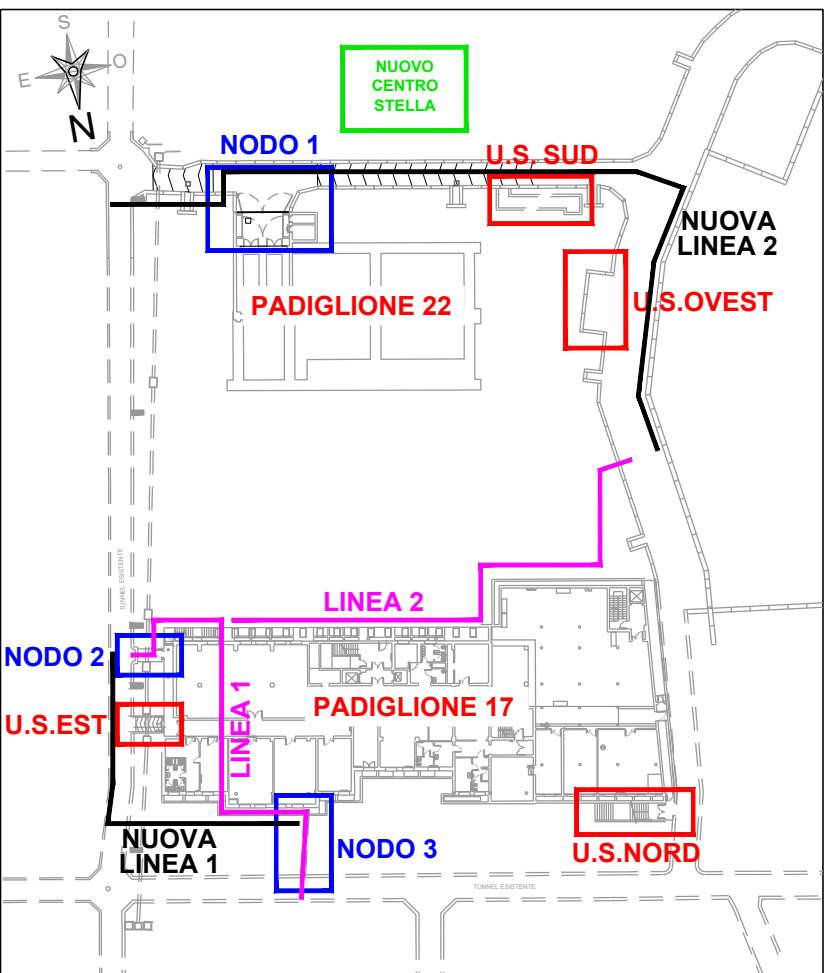 S
E
O
N
NUOVO
CENTRO
STELLA
NODO 1
U.S. SUD
NUOVA
LINEA 2
PADIGLIONE 22
U.S.OVEST
TUNNEL ESISTENTE
LINEA 2
NODO 2
LINEA 1
PADIGLIONE 17
U.S.EST
NUOVA
LINEA 1
NODO 3
U.S.NORD
TUNNEL ESISTENTE